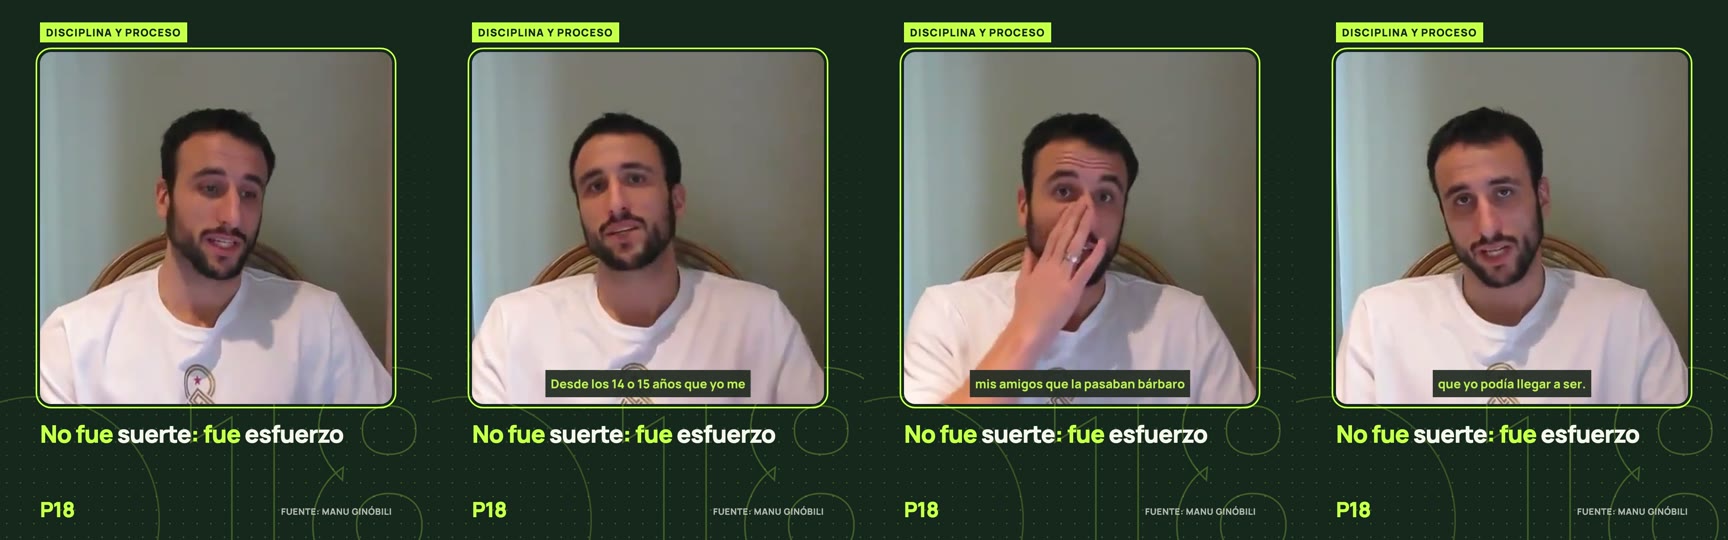 DISCIPLINA Y PROCESO
No fue suerte: fue esfuerzo
P18
FUENTE: MANU GINÓBILI
DISCIPLINA Y PROCESO
Desde los 14 o 15 años que yo me
No fue suerte: fue esfuerzo
P18
FUENTE: MANU GINÓBILI
DISCIPLINA Y PROCESO
mis amigos que la pasaban bárbaro
No fue suerte: fue esfuerzo
P18
FUENTE: MANU GINÓBILI
DISCIPLINA Y PROCESO
que yo podía llegar a ser.
No fue suerte: fue esfuerzo
P18
FUENTE: MANU GINÓBILI